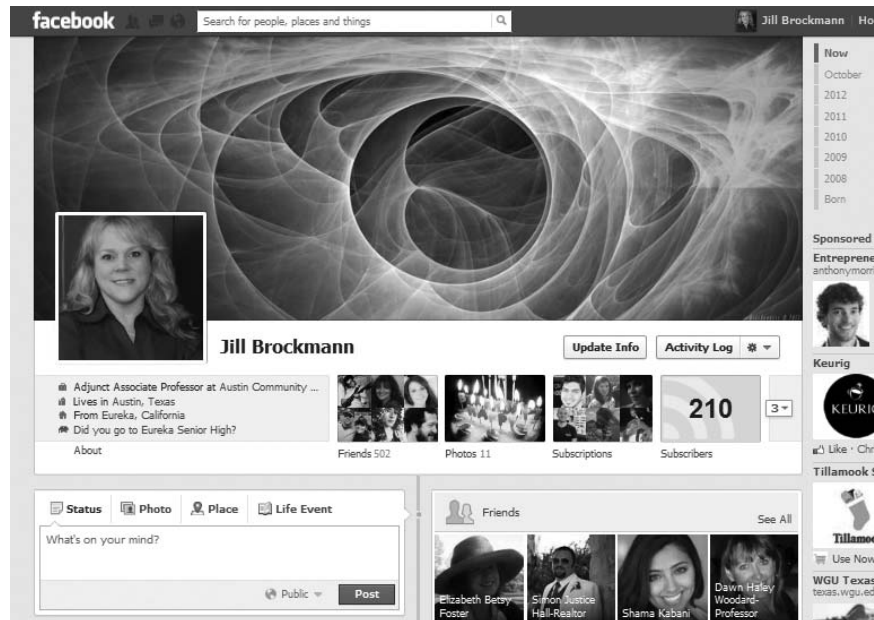 facebook
Search for people, places and things
Jill Brockmann
Ho
Now
October
2012
2011
2010
2009
2008
Born
Jill Brockmann
Update Info
Activity Log
Adjunct Associate Professor at Austin Community ...
Lives in Austin, Texas
From Eureka, California
Did you go to Eureka Senior High?
About
Friends 502
Photos 11
Subscriptions
210
Subscribers
3
Sponsored
Entreprene
anthonymorri
Keurig
KEURIG
Like · Chr
Tillamook S
Tillamoo
Use Now
WGU Texas
texas.wgu.ed
Status
Photo
Place
Life Event
What's on your mind?
Public
Post
Friends
See All
Elizabeth Betsy
Foster
Simon Justice
Hall-Realtor
Shama Kabani
Dawn Haley
Woodard-
Professor